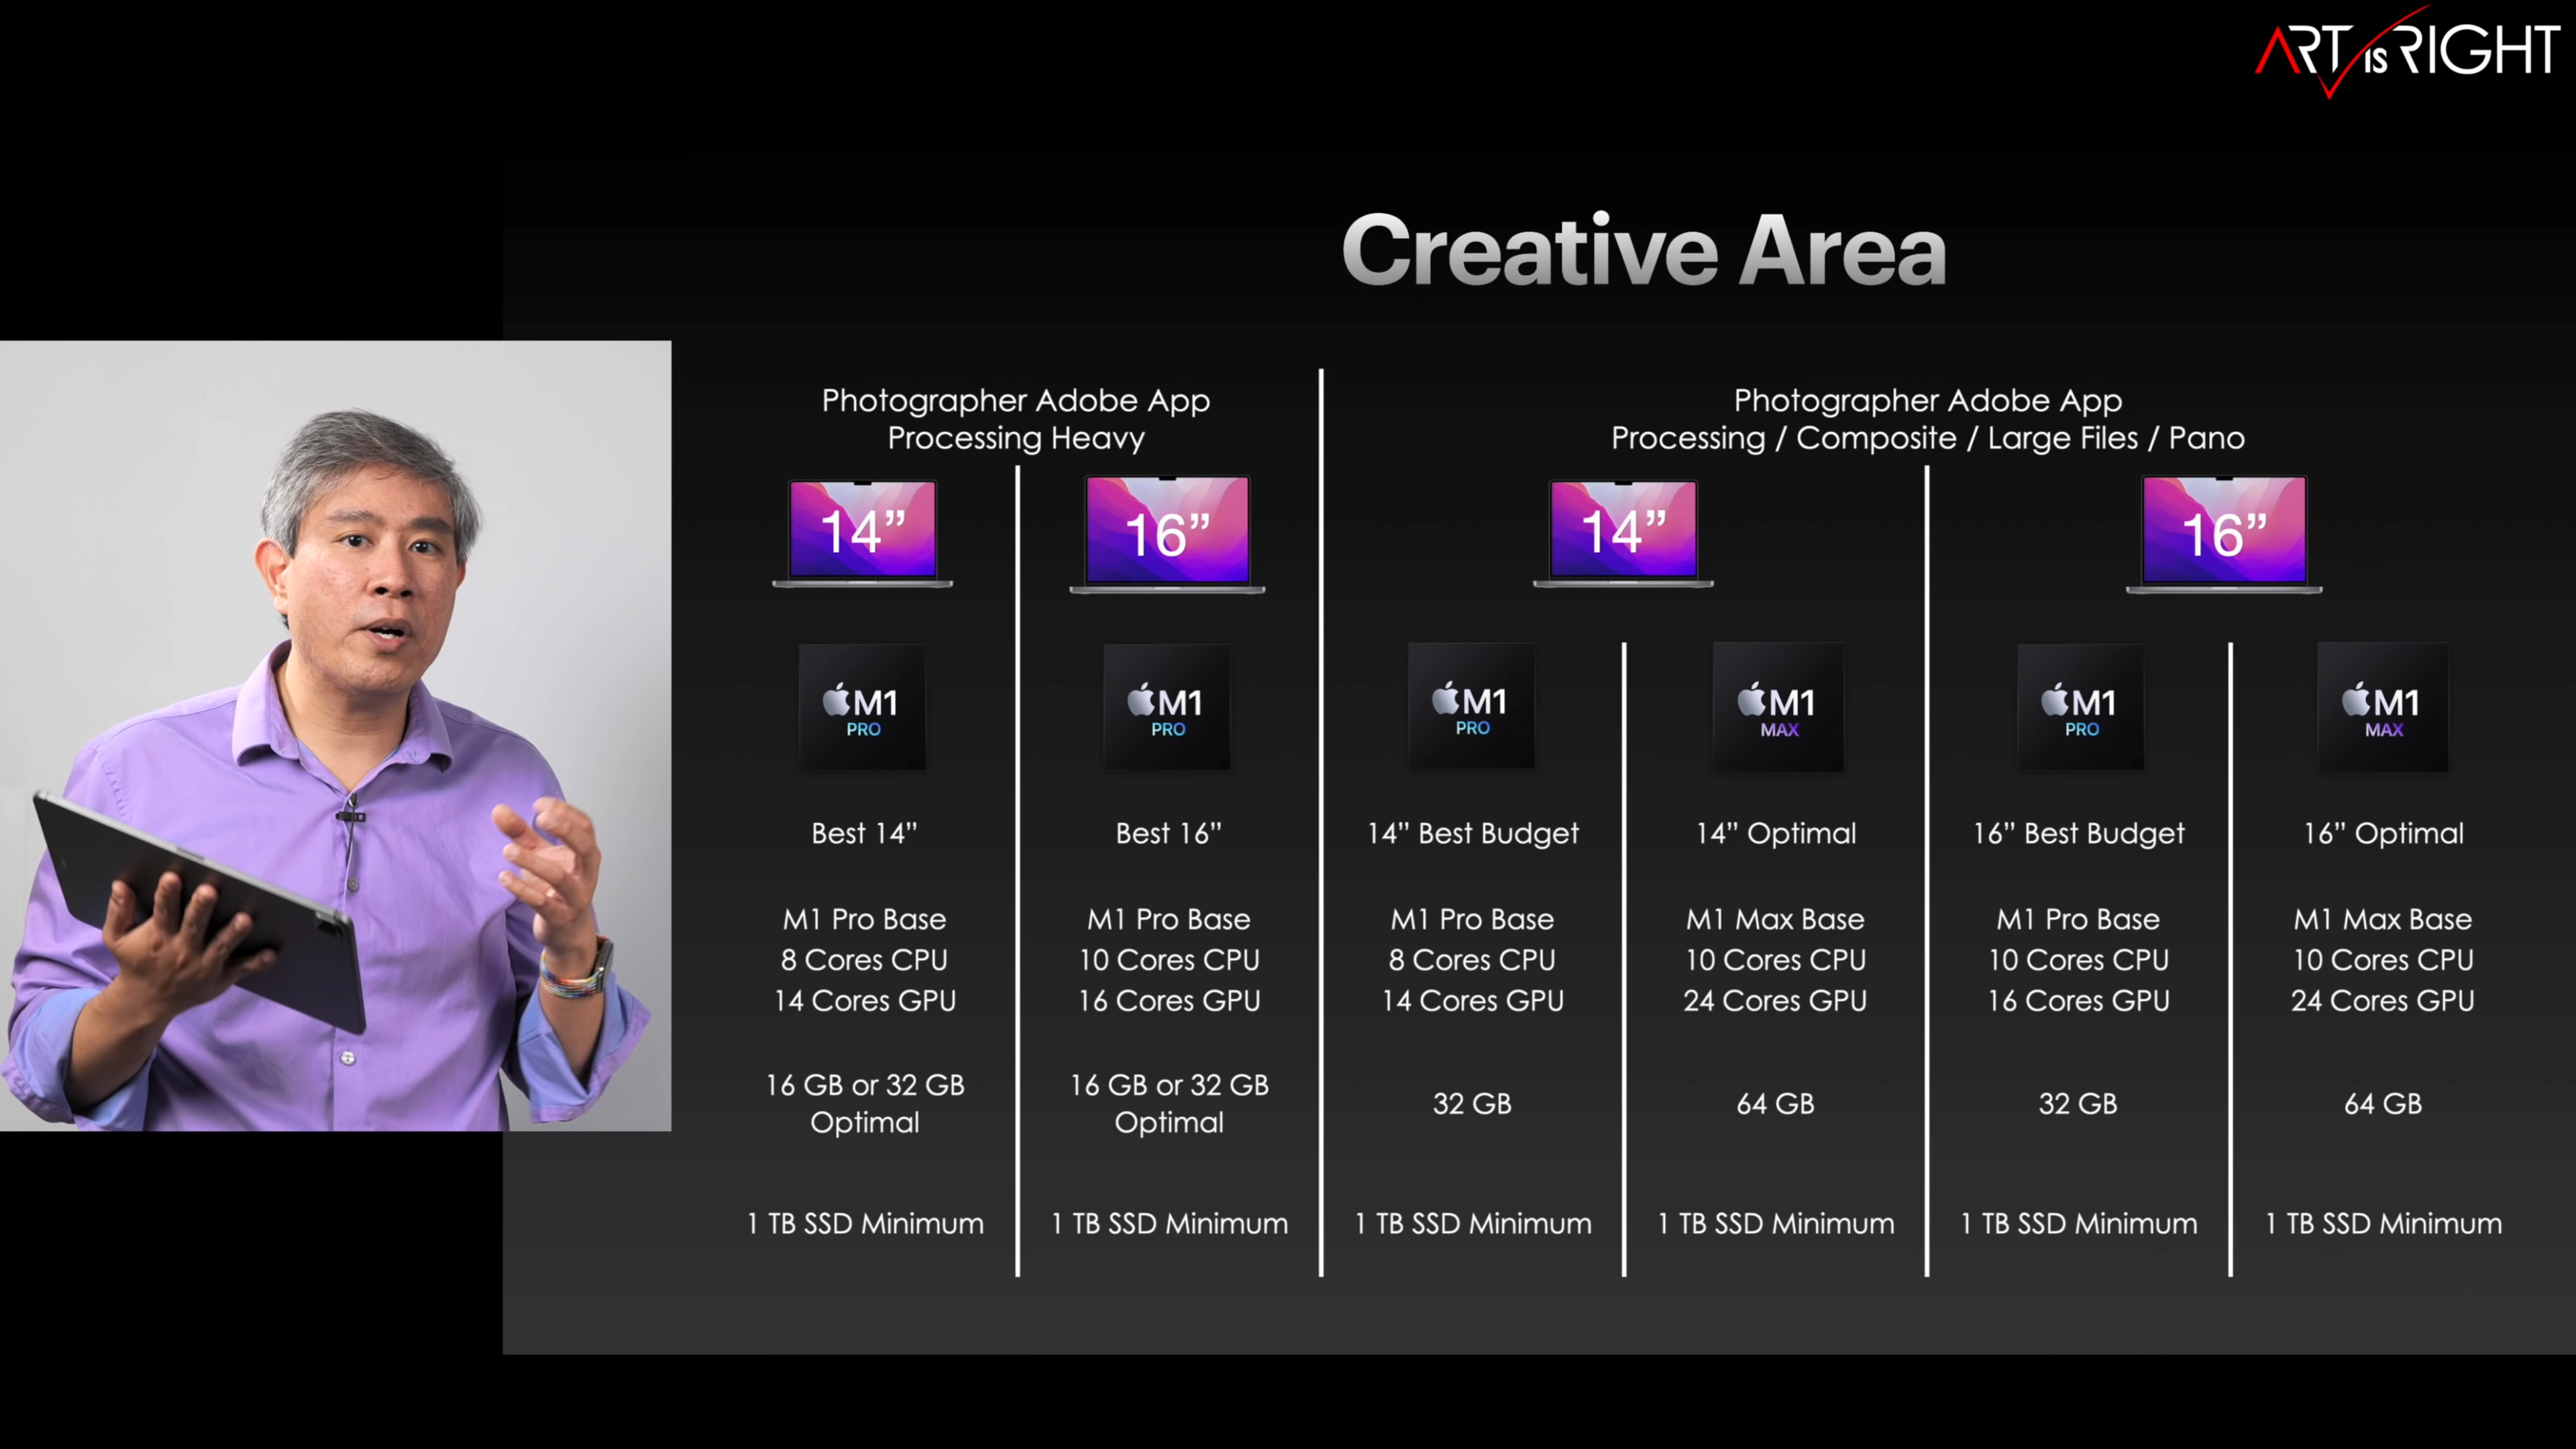 ART is RIGHT
Creative Area
Photographer Adobe App
Processing Heavy
Photographer Adobe App
Processing / Composite / Large Files / Pano
14”
16”
14”
16”
M1
PRO
M1
PRO
M1
PRO
M1
MAX
M1
PRO
M1
MAX
Best 14”
Best 16”
14” Best Budget
14” Optimal
16” Best Budget
16” Optimal
M1 Pro Base
8 Cores CPU
14 Cores GPU
M1 Pro Base
10 Cores CPU
16 Cores GPU
M1 Pro Base
8 Cores CPU
14 Cores GPU
M1 Max Base
10 Cores CPU
24 Cores GPU
M1 Pro Base
10 Cores CPU
16 Cores GPU
M1 Max Base
10 Cores CPU
24 Cores GPU
16 GB or 32 GB
Optimal
16 GB or 32 GB
Optimal
32 GB
64 GB
32 GB
64 GB
1 TB SSD Minimum
1 TB SSD Minimum
1 TB SSD Minimum
1 TB SSD Minimum
1 TB SSD Minimum
1 TB SSD Minimum